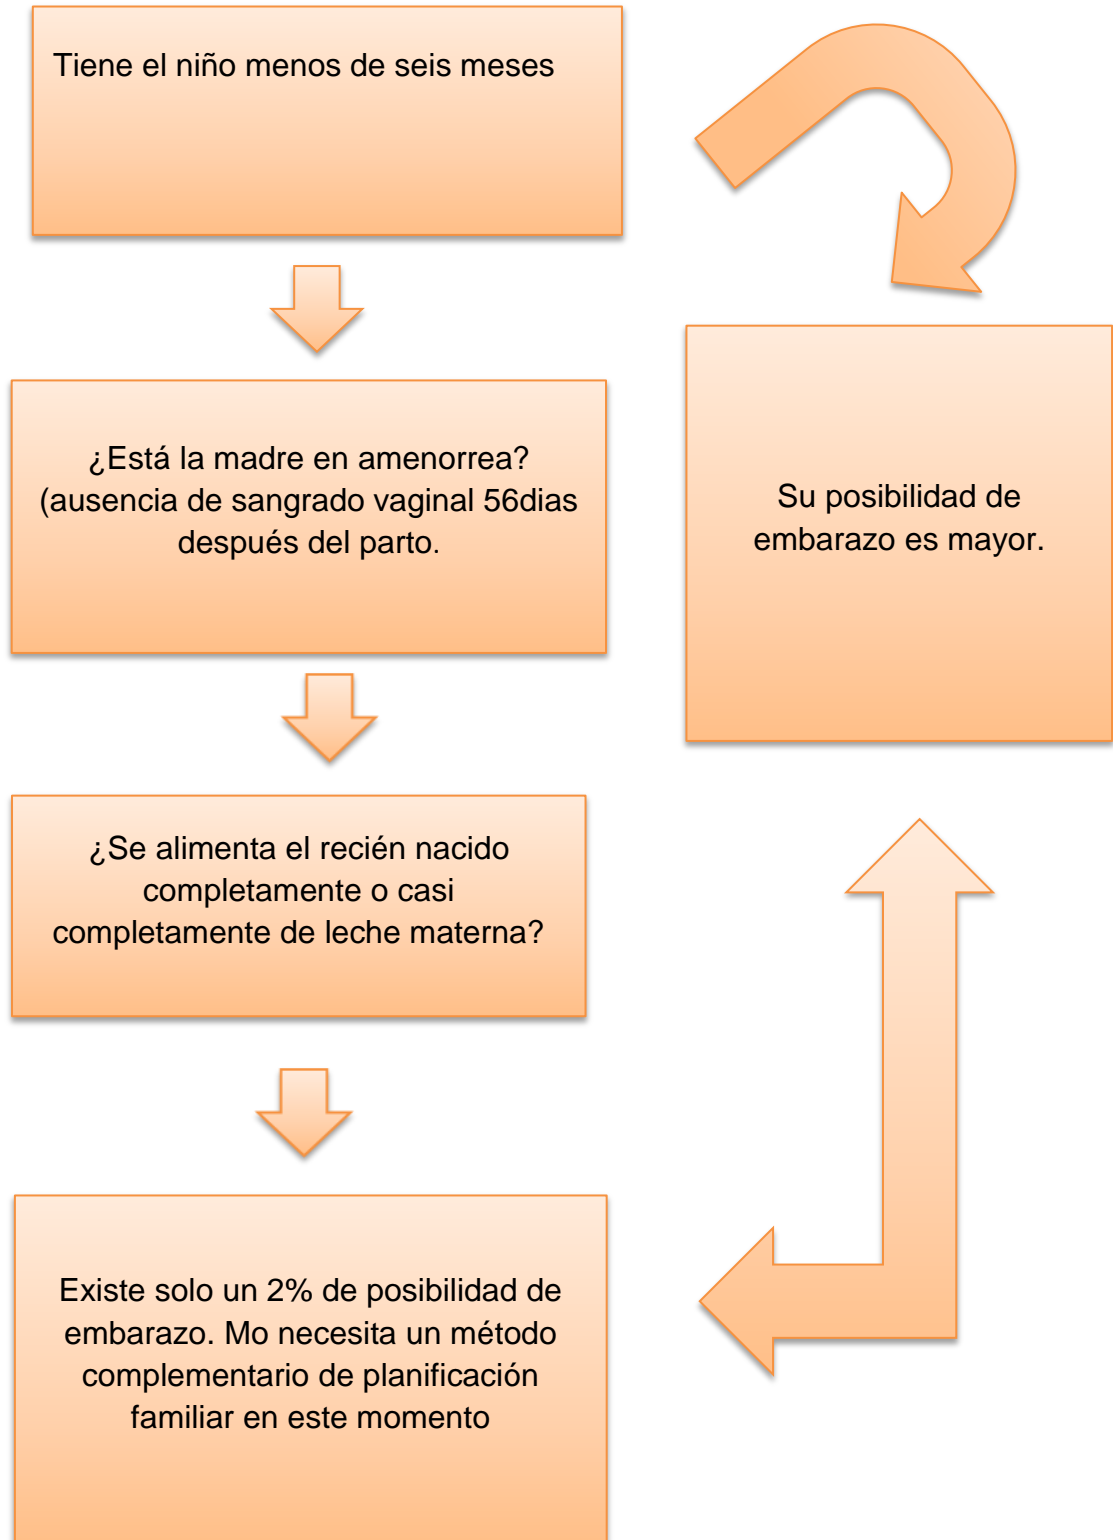 Tiene el niño menos de seis meses
¿Está la madre en amenorrea?
(ausencia de sangrado vaginal 56dias
después del parto.
Su posibilidad de
embarazo es mayor.
¿Se alimenta el recién nacido
completamente o casi
completamente de leche materna?
Existe solo un 2% de posibilidad de
embarazo. Mo necesita un método
complementario de planificación
familiar en este momento